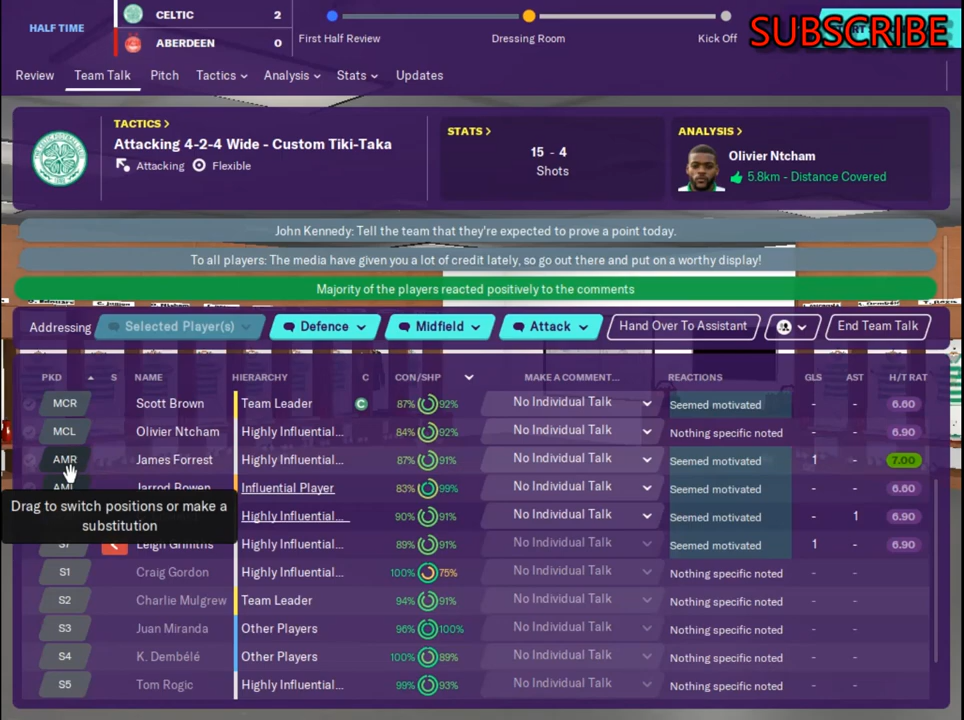 HALF TIME
CELTIC 2
ABERDEEN 0
First Half Review
Dressing Room
Kick Off
SUBSCRIBE
Review
Team Talk
Pitch
Tactics
Analysis
Stats
Updates
TACTICS >
Attacking 4-2-4 Wide - Custom Tiki-Taka
Attacking
Flexible
STATS >
15 - 4
Shots
ANALYSIS >
Olivier Ntcham
5.8km - Distance Covered
John Kennedy: Tell the team that they're expected to prove a point today.
To all players: The media have given you a lot of credit lately, so go out there and put on a worthy display!
Majority of the players reacted positively to the comments
Addressing Selected Player(s) Defence Midfield Attack Hand Over To Assistant End Team Talk
PKD S NAME HIERARCHY C CON/SHP MAKE A COMMENT... REACTIONS GLS AST H/T RAT
MCR Scott Brown Team Leader C 87% 92% No Individual Talk Seemed motivated - - 6.60
MCL Olivier Ntcham Highly Influential... 84% 92% No Individual Talk Nothing specific noted - - 6.90
AMR James Forrest Highly Influential... 87% 91% No Individual Talk Seemed motivated 1 - 7.00
AML Jarrod Bowen Influential Player 83% 99% No Individual Talk Seemed motivated - - 6.60
Drag to switch positions or make a
substitution
Highly Influential... 90% 91% No Individual Talk Seemed motivated - 1 6.90
Leigh Griffiths Highly Influential... 89% 91% No Individual Talk Seemed motivated 1 - 6.90
S1 Craig Gordon Highly Influential... 100% 75% No Individual Talk Nothing specific noted - -
S2 Charlie Mulgrew Team Leader 94% 91% No Individual Talk Nothing specific noted - -
S3 Juan Miranda Other Players 96% 100% No Individual Talk Nothing specific noted - -
S4 K. Dembélé Other Players 100% 89% No Individual Talk Nothing specific noted - -
S5 Tom Rogic Highly Influential... 99% 93% No Individual Talk Nothing specific noted - -